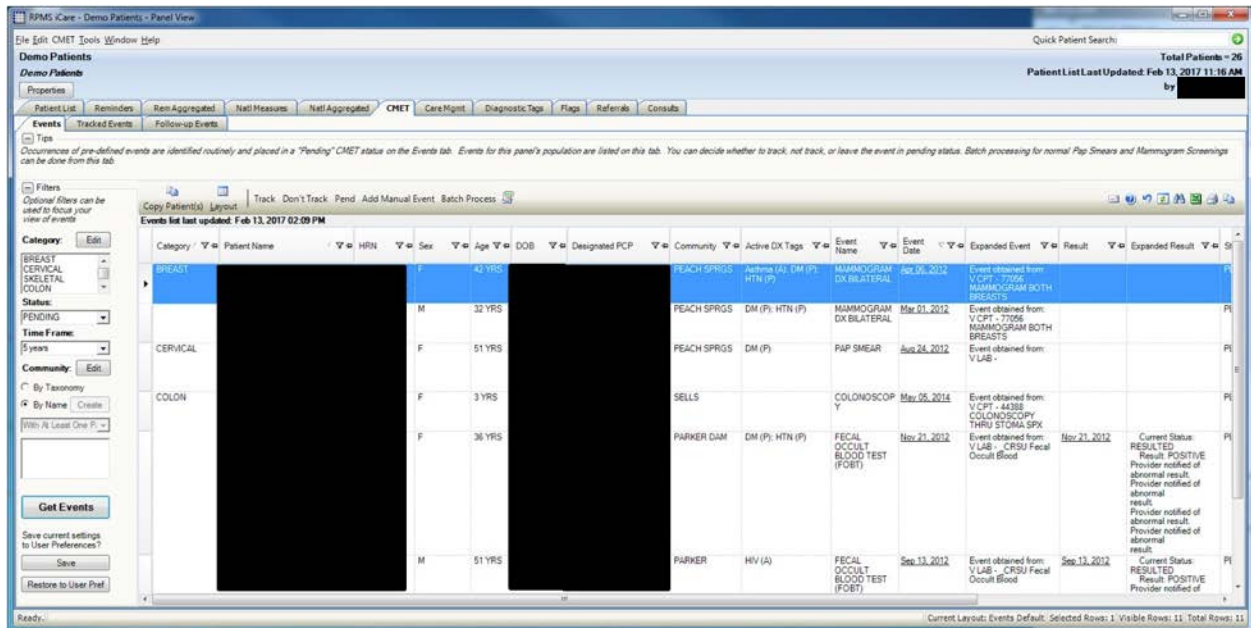 RPMS iCare - Demo Patients - Panel View
File Edit CMET Tools Window Help
Quick Patient Search:
Demo Patients
Total Patients = 26
Demo Patients
Patient List Last Updated: Feb 13, 2017 11:16 AM
Properties
by
Patient List Reminders Rem Aggregated Natl Measures Natl Aggregated CMET Care Mgmt Diagnostic Tags Flags Referrals Consults
Events Tracked Events Follow-up Events
Tips
Occurrences of pre-defined events are identified routinely and placed in a "Pending" CMET status on the Events tab. Events for this panel's population are listed on this tab. You can decide whether to track, not track, or leave the event in pending status. Batch processing for normal Pap Smears and Mammogram Screenings
can be done from this tab.
Filters
Optional filters can be
used to focus your
view of events
Category: Edit
BREAST
CERVICAL
SKELETAL
COLON
Status:
PENDING
Time Frame:
5 years
Community: Edit
By Taxonomy
By Name Create
With At Least One P
Get Events
Save current settings
to User Preferences?
Save
Restore to User Pref
Copy Patient(s) Layout Track Don't Track Pend Add Manual Event Batch Process
Events list last updated: Feb 13, 2017 02:09 PM
Category Patient Name HRN Sex Age DOB Designated PCP Community Active DX Tags Event Name Event Date Expanded Event Result Expanded Result St
BREAST F 42 YRS PEACH SPRGS Asthma (A); DM (P); MAMMOGRAM Apr 06, 2012 Event obtained from: PE
HTN (P) DX BILATERAL V CPT - 77056
MAMMOGRAM BOTH
BREASTS
M 32 YRS PEACH SPRGS DM (P); HTN (P) MAMMOGRAM Mar 01, 2012 Event obtained from: PE
DX BILATERAL V CPT - 77056
MAMMOGRAM BOTH
BREASTS
CERVICAL F 51 YRS PEACH SPRGS DM (P) PAP SMEAR Aug 24, 2012 Event obtained from: PE
V LAB -
COLON F 3 YRS SELLS COLONOSCOP May 05, 2014 Event obtained from: PE
Y V CPT - 44388
COLONOSCOPY
THRU STOMA SPX
F 36 YRS PARKER DAM DM (P); HTN (P) FECAL Nov 21, 2012 Event obtained from: Nov 21, 2012 Current Status: PE
OCCULT V LAB - _CRSU Fecal RESULTED
BLOOD TEST Occult Blood Result: POSITIVE
(FOBT) Provider notified of
abnormal result.
Provider notified of
abnormal
result.
Provider notified of
abnormal result.
Provider notified of
abnormal
result.
M 51 YRS PARKER HIV (A) FECAL Sep 13, 2012 Event obtained from: Sep 13, 2012 Current Status: PE
OCCULT V LAB - _CRSU Fecal RESULTED
BLOOD TEST Occult Blood Result: POSITIVE
(FOBT) Provider notified of
Ready. Current Layout: Events Default Selected Rows: 1 Visible Rows: 11 Total Rows: 11